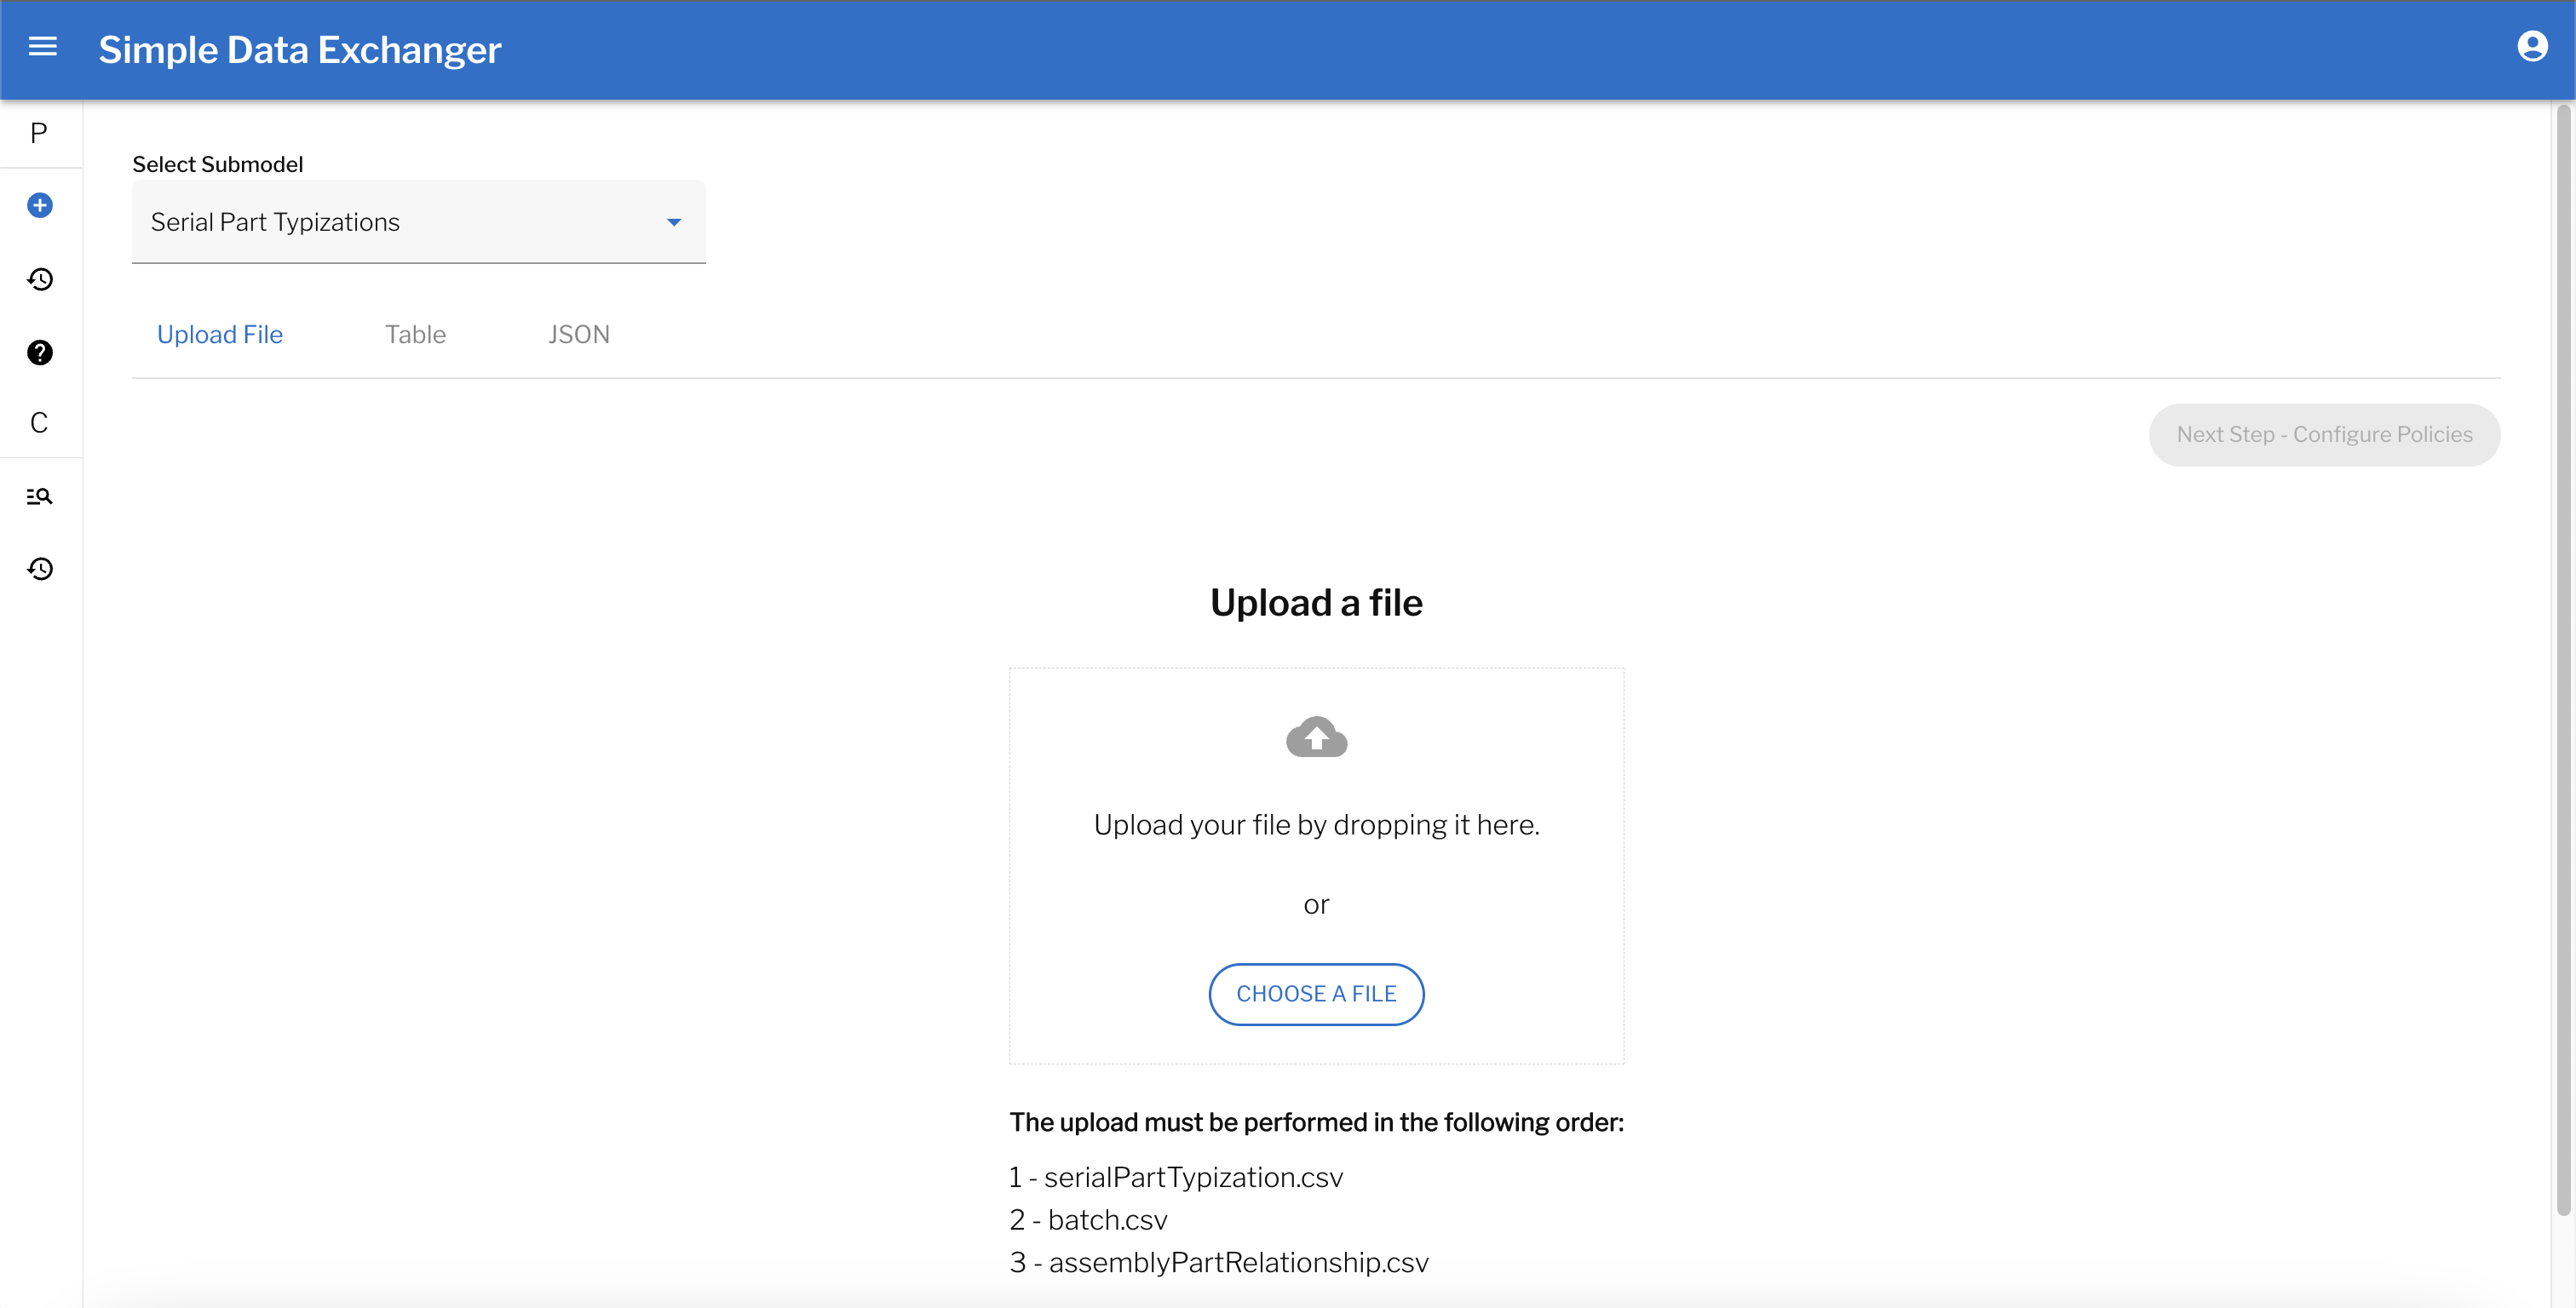 Simple Data Exchanger
P
Select Submodel
Serial Part Typizations
Upload File
Table
JSON
C
Next Step - Configure Policies
Upload a file
Upload your file by dropping it here.
or
CHOOSE A FILE
The upload must be performed in the following order:
1 - serialPartTypization.csv
2 - batch.csv
3 - assemblyPartRelationship.csv